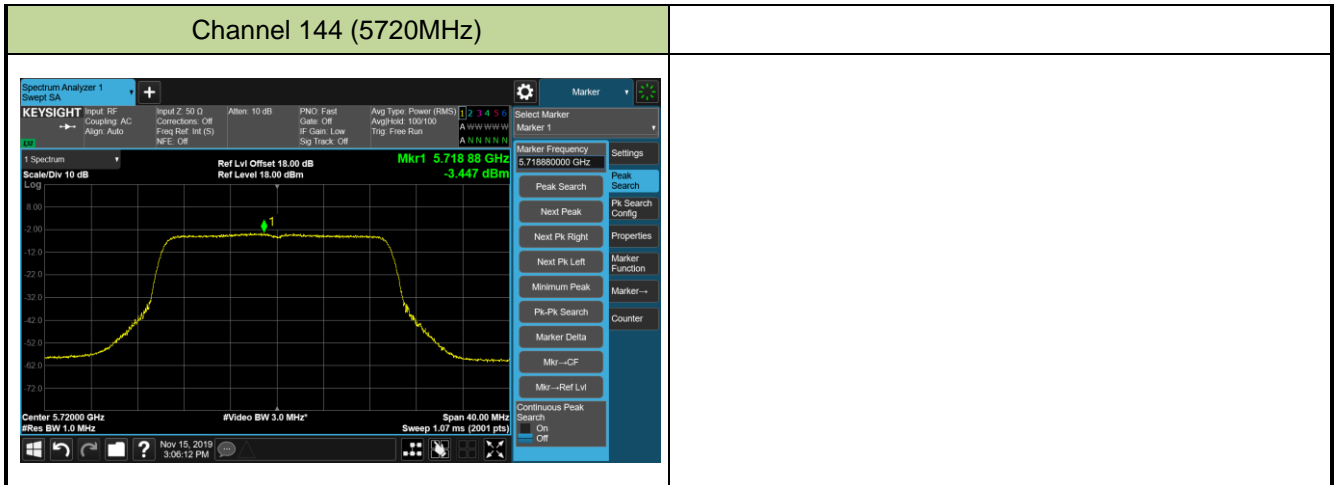 Channel 144 (5720MHz)
Spectrum Analyzer 1
Swept SA
+
Marker
KEYSIGHT
Input: RF
Coupling: AC
Align: Auto
Input Z: 50 Ω
Corrections: Off
Freq Ref: Int (S)
NFE: Off
Atten: 10 dB
PNO: Fast
Gate: Off
IF Gain: Low
Sig Track: Off
Avg Type: Power (RMS)
Avg|Hold: 100/100
Trig: Free Run
1 2 3 4 5 6
A W W W W W
A N N N N N
Select Marker
Marker 1
1 Spectrum
Scale/Div 10 dB
Log
Ref Lvl Offset 18.00 dB
Ref Level 18.00 dBm
Mkr1 5.718 88 GHz
-3.447 dBm
Marker Frequency
5.718880000 GHz
Settings
Peak Search
Peak
Search
Next Peak
Pk Search
Config
Next Pk Right
Properties
Next Pk Left
Marker
Function
Minimum Peak
Marker→
Pk-Pk Search
Counter
Marker Delta
Mkr→CF
Mkr→Ref Lvl
Continuous Peak
Search
On
Off
8.00
1
-2.00
-12.0
-22.0
-32.0
-42.0
-52.0
-62.0
-72.0
Center 5.72000 GHz
#Res BW 1.0 MHz
#Video BW 3.0 MHz*
Span 40.00 MHz
Sweep 1.07 ms (2001 pts)
?
Nov 15, 2019
3:06:12 PM